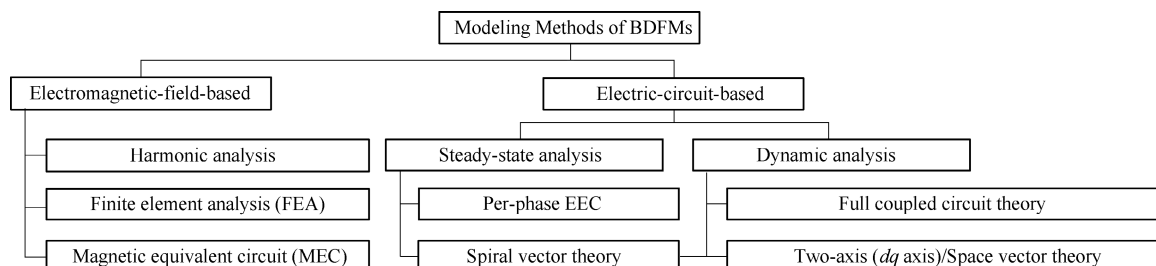 Modeling Methods of BDFMs
Electromagnetic-field-based
Electric-circuit-based
Harmonic analysis
Steady-state analysis
Dynamic analysis
Finite element analysis (FEA)
Per-phase EEC
Full coupled circuit theory
Magnetic equivalent circuit (MEC)
Spiral vector theory
Two-axis (dq axis)/Space vector theory